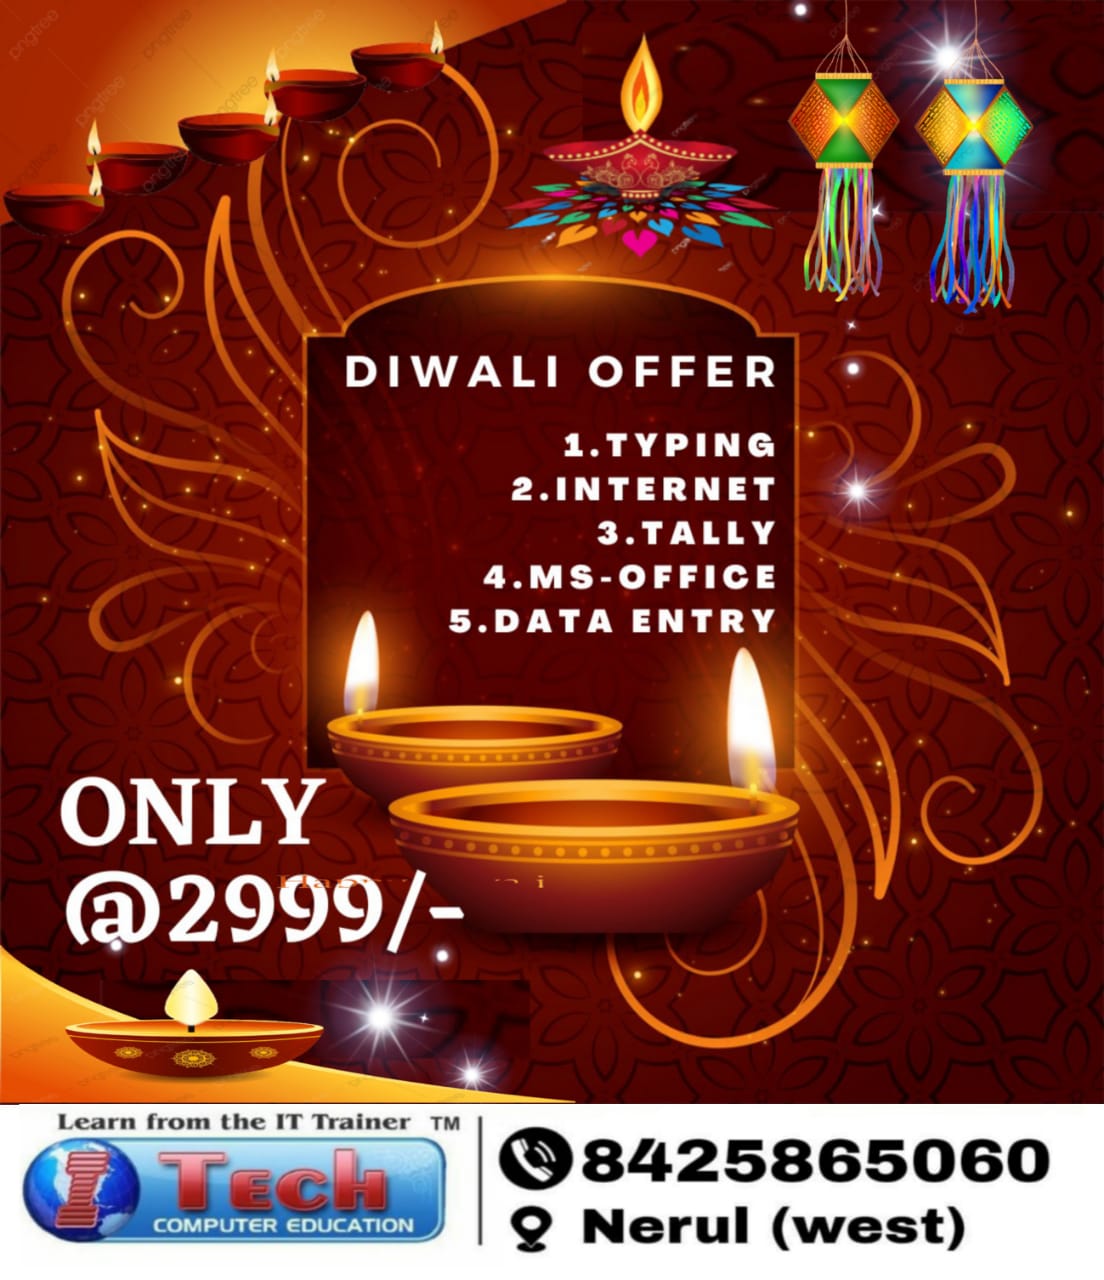 DIWALI OFFER
1.TYPING
2.INTERNET
3.TALLY
4.MS-OFFICE
5.DATA ENTRY
ONLY
@2999/-
Learn from the IT Trainer TM
I Tech
COMPUTER EDUCATION
8425865060
Nerul (west)